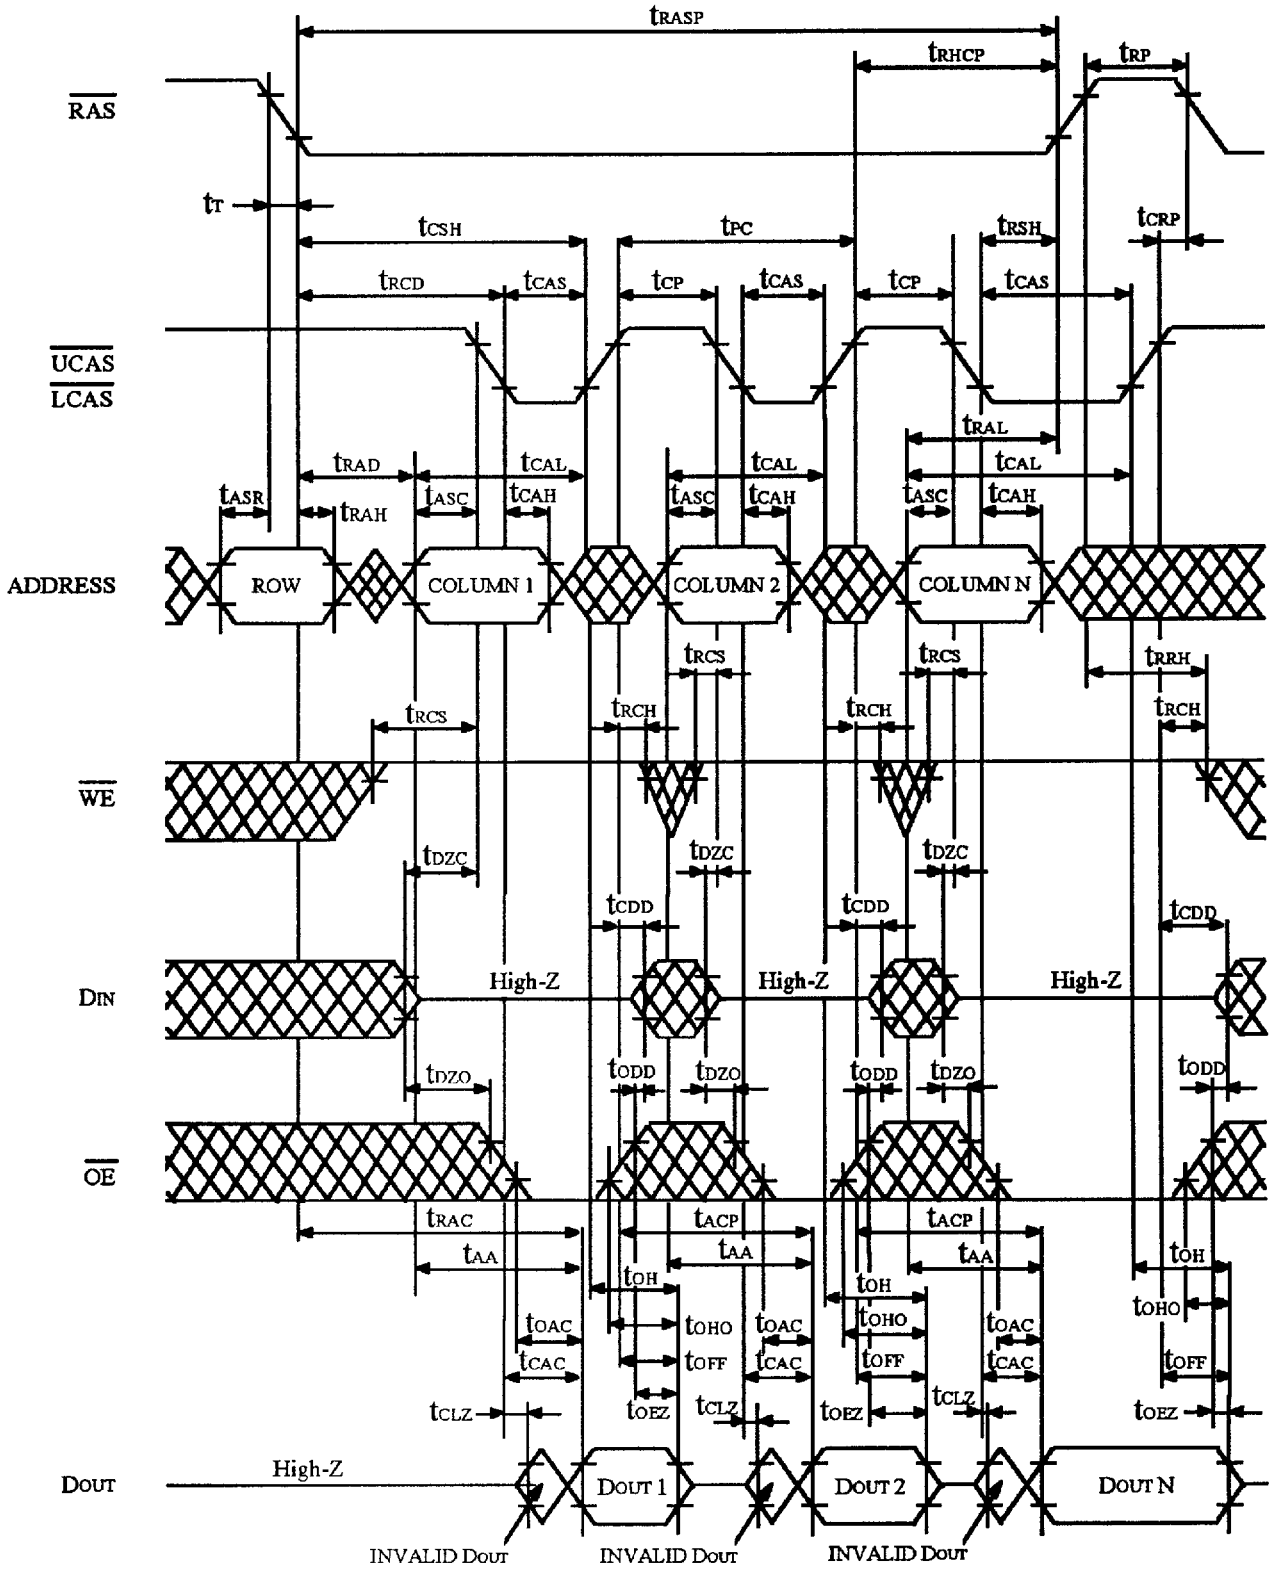 tRASP
tRHCP
tRP
RAS
tT
tCSH
tPC
tRSH
tCRP
tRCD
tCAS
tCP
tCAS
tCP
tCAS
UCAS
LCAS
tRAL
tRAD
tCAL
tCAL
tCAL
tASR
tRAH
tASC
tCAH
tASC
tCAH
tASC
tCAH
ADDRESS
ROW
COLUMN 1
COLUMN 2
COLUMN N
tRCS
tRCS
tRRH
tRCS
tRCH
tRCH
tRCH
WE
tDZC
tDZC
tDZC
tCDD
tCDD
tCDD
DIN
High-Z
High-Z
High-Z
tDZO
tODD
tDZO
tODD
tDZO
tODD
OE
tRAC
tACP
tACP
tAA
tAA
tAA
tOH
tOH
tOH
tOAC
tOHO
tOAC
tOHO
tOAC
tOHO
tCAC
tOFF
tCAC
tOFF
tCAC
tOFF
tCLZ
tOEZ
tCLZ
tOEZ
tCLZ
tOEZ
DOUT
High-Z
DOUT 1
DOUT 2
DOUT N
INVALID DOUT
INVALID DOUT
INVALID DOUT